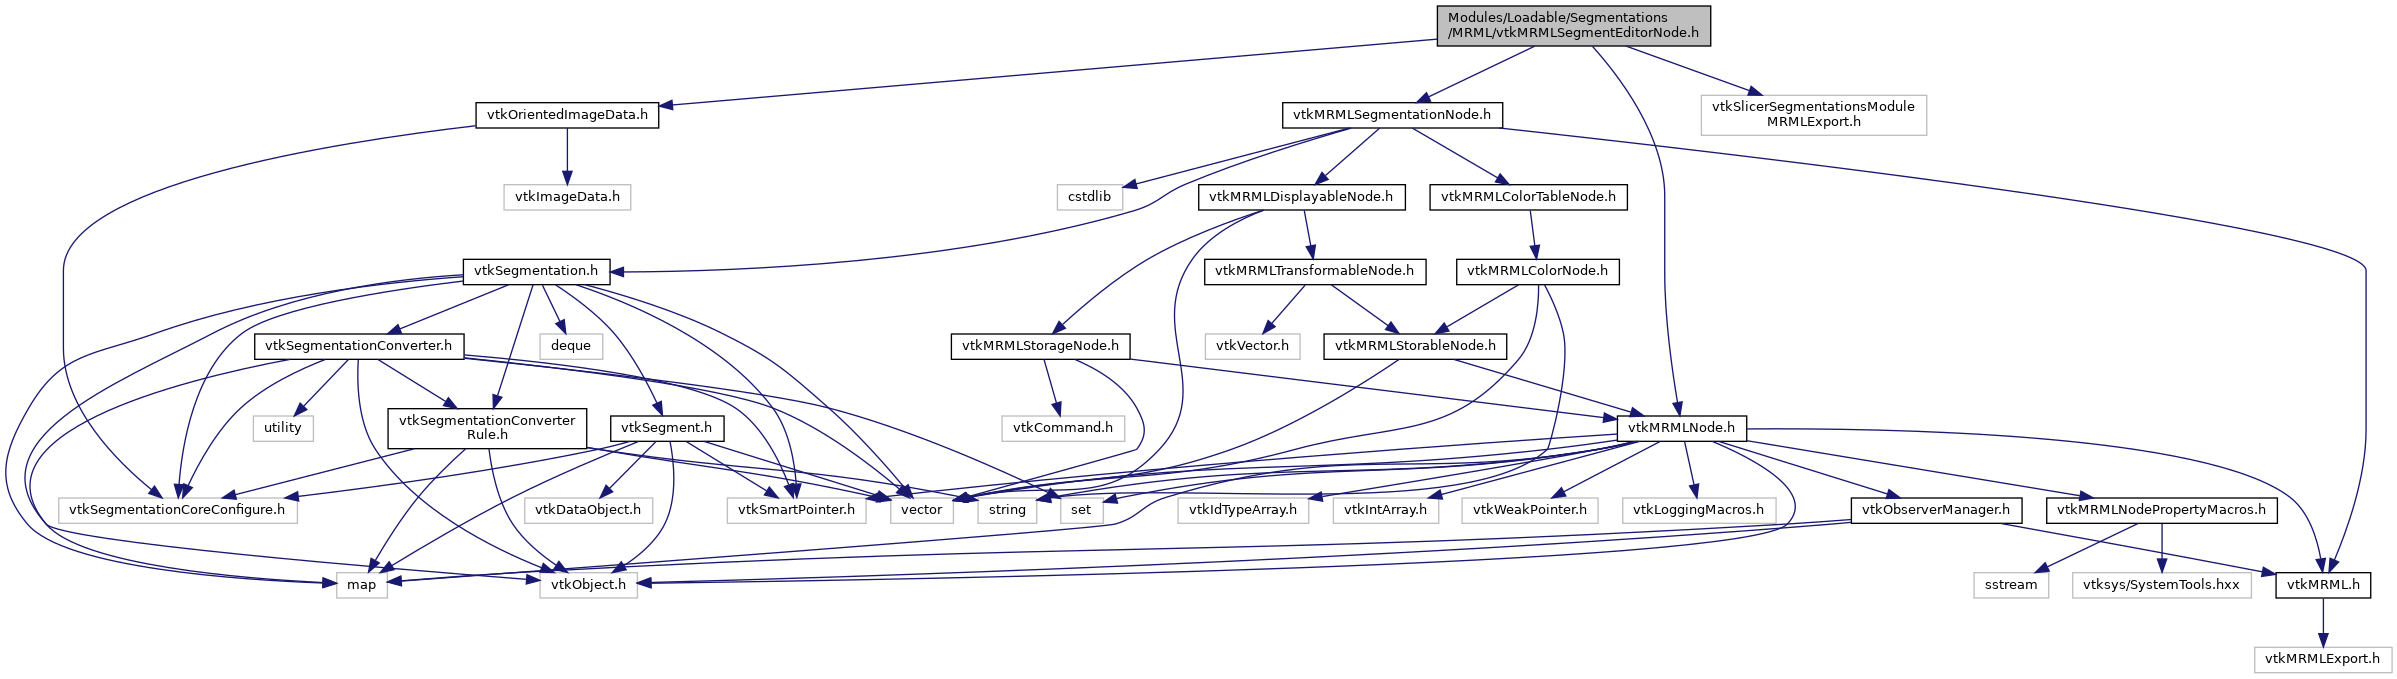 Modules/Loadable/Segmentations
/MRML/vtkMRMLSegmentEditorNode.h
vtkOrientedImageData.h
vtkMRMLSegmentationNode.h
vtkSlicerSegmentationsModule
MRMLExport.h
vtkImageData.h
cstdlib
vtkMRMLDisplayableNode.h
vtkMRMLColorTableNode.h
vtkSegmentation.h
vtkMRMLTransformableNode.h
vtkMRMLColorNode.h
vtkSegmentationConverter.h
deque
vtkMRMLStorageNode.h
vtkVector.h
vtkMRMLStorableNode.h
utility
vtkSegmentationConverter
Rule.h
vtkSegment.h
vtkCommand.h
vtkMRMLNode.h
vtkSegmentationCoreConfigure.h
vtkDataObject.h
vtkSmartPointer.h
vector
string
set
vtkIdTypeArray.h
vtkIntArray.h
vtkWeakPointer.h
vtkLoggingMacros.h
vtkObserverManager.h
vtkMRMLNodePropertyMacros.h
map
vtkObject.h
sstream
vtksys/SystemTools.hxx
vtkMRML.h
vtkMRMLExport.h